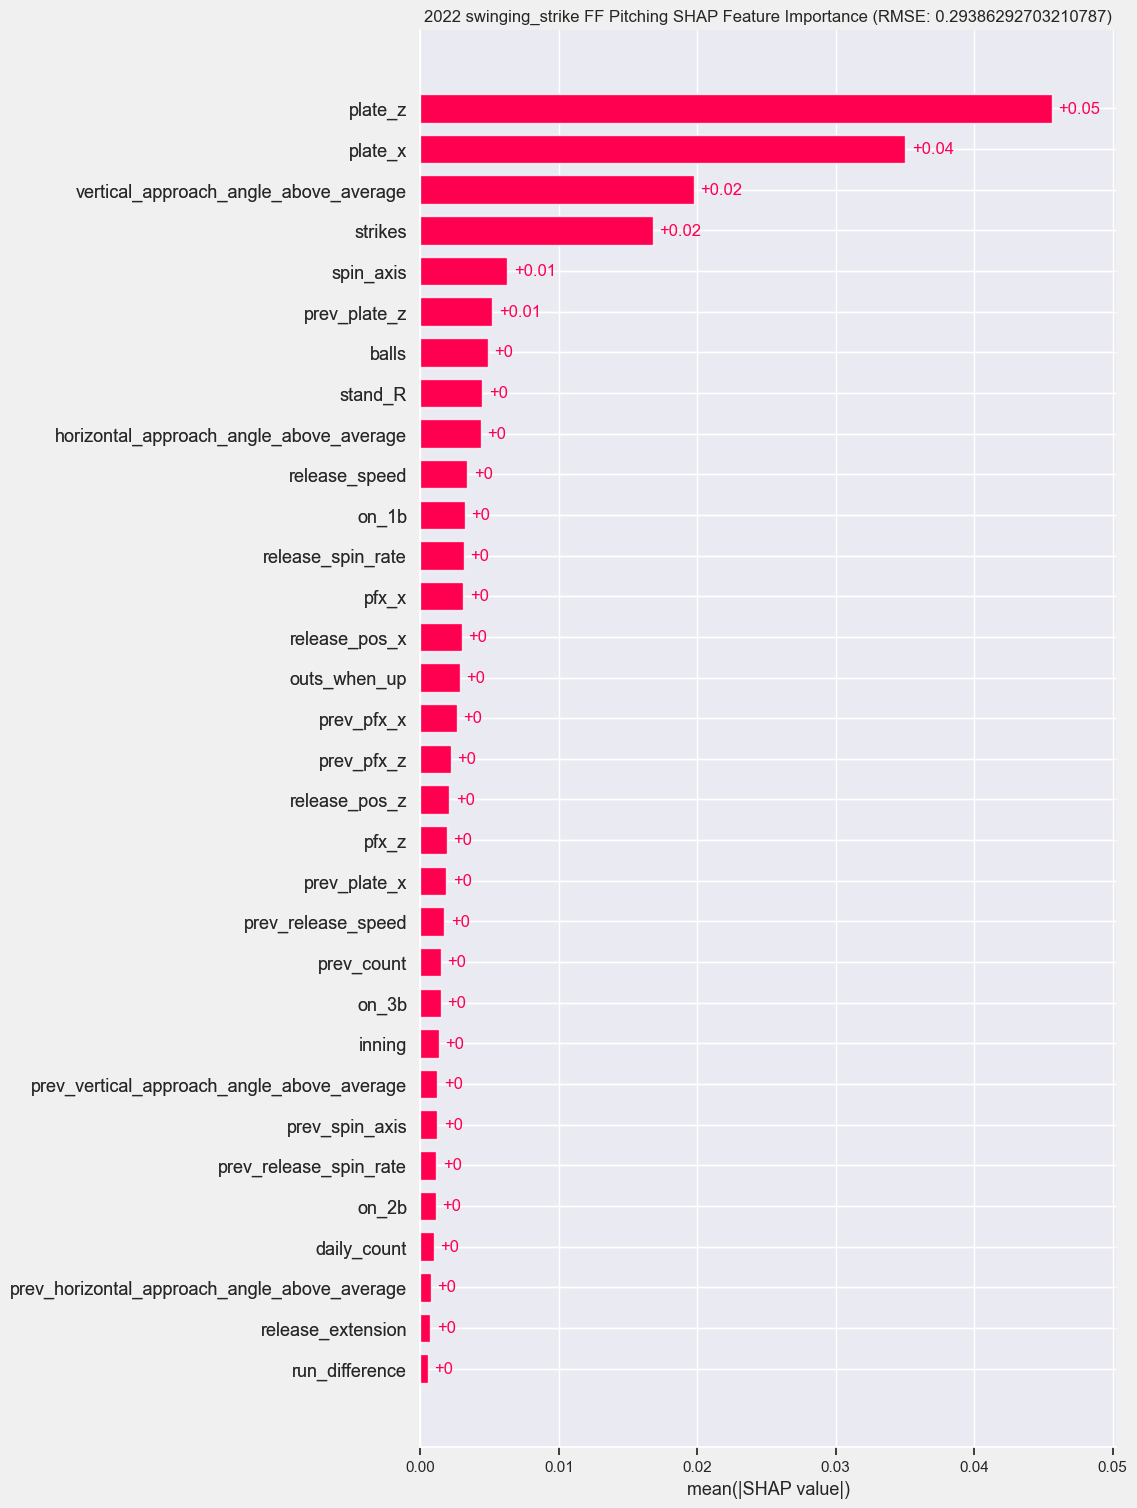 2022 swinging_strike FF Pitching SHAP Feature Importance (RMSE: 0.29386292703210787)
plate_z +0.05
plate_x +0.04
vertical_approach_angle_above_average +0.02
strikes +0.02
spin_axis +0.01
prev_plate_z +0.01
balls +0
stand_R +0
horizontal_approach_angle_above_average +0
release_speed +0
on_1b +0
release_spin_rate +0
pfx_x +0
release_pos_x +0
outs_when_up +0
prev_pfx_x +0
prev_pfx_z +0
release_pos_z +0
pfx_z +0
prev_plate_x +0
prev_release_speed +0
prev_count +0
on_3b +0
inning +0
prev_vertical_approach_angle_above_average +0
prev_spin_axis +0
prev_release_spin_rate +0
on_2b +0
daily_count +0
prev_horizontal_approach_angle_above_average +0
release_extension +0
run_difference +0
0.00 0.01 0.02 0.03 0.04 0.05
mean(|SHAP value|)